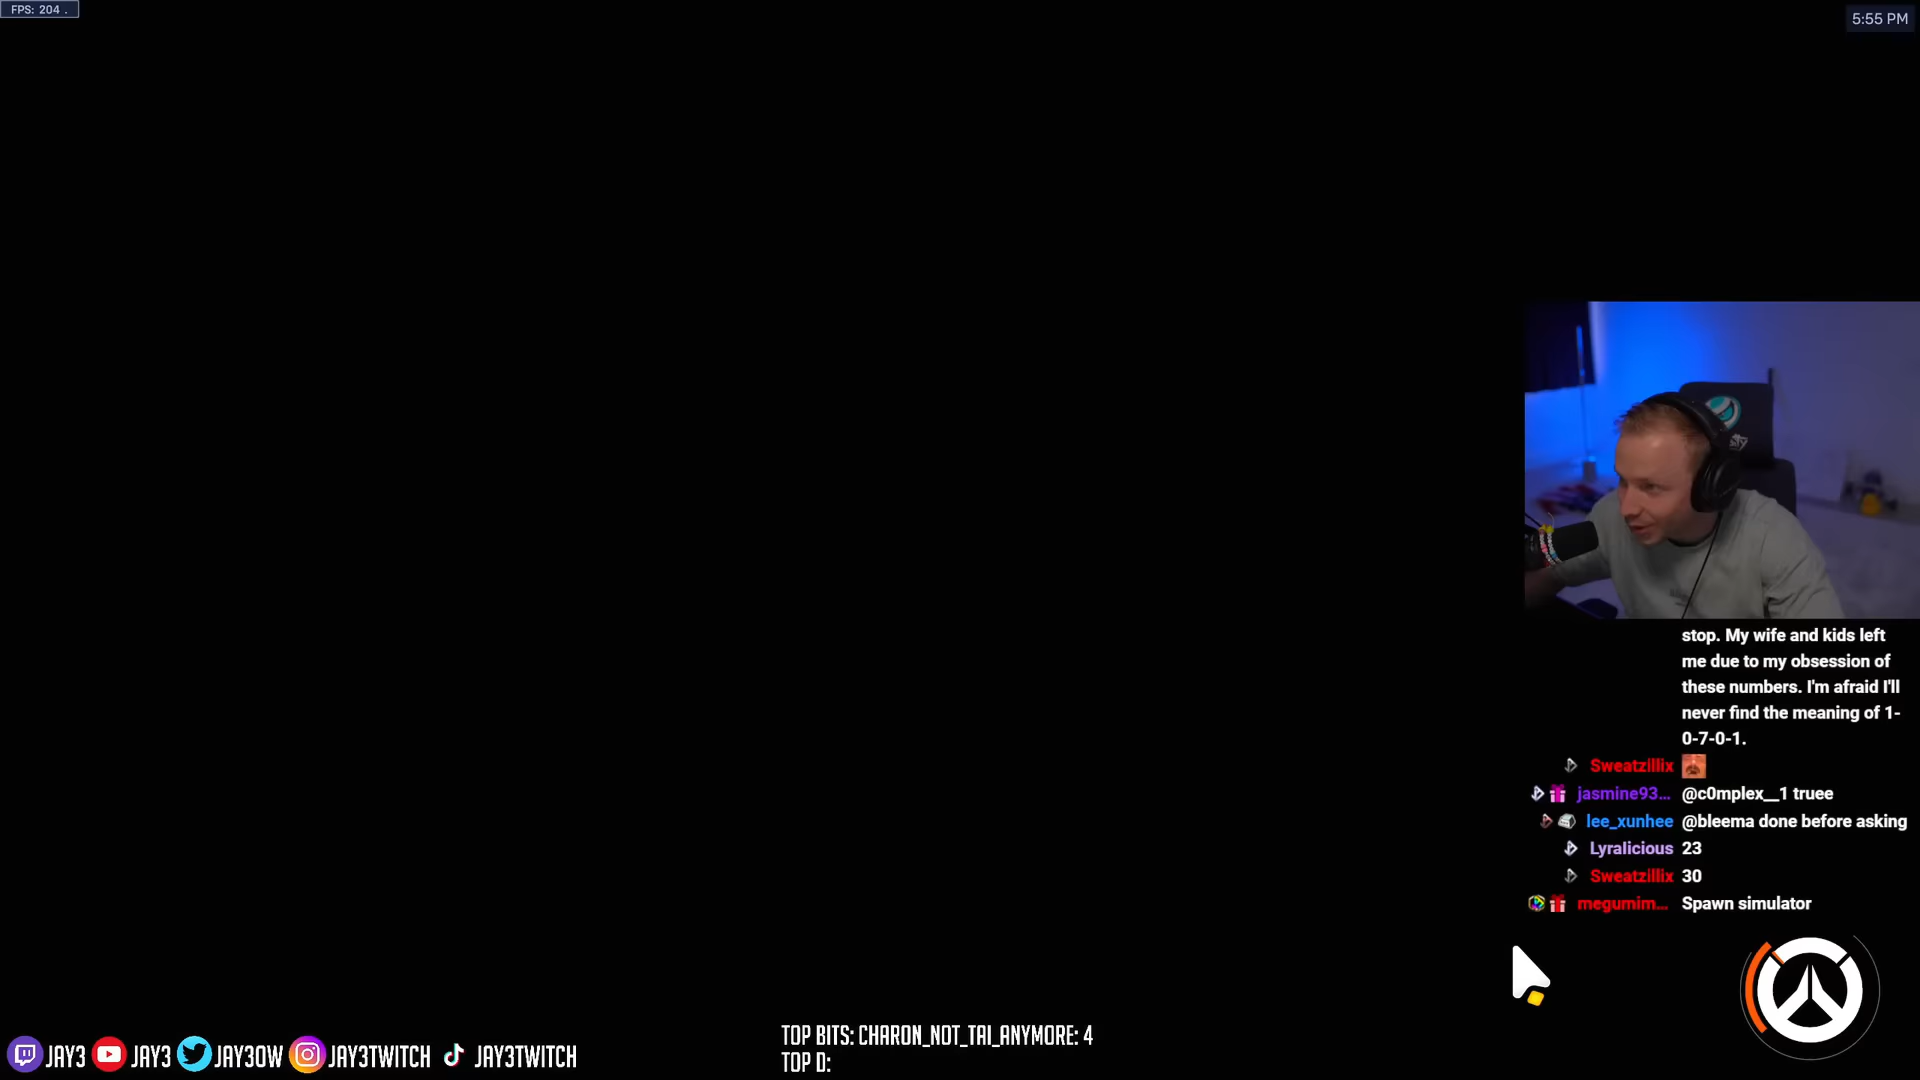 FPS: 204 .
5:55 PM
stop. My wife and kids left
me due to my obsession of
these numbers. I'm afraid I'll
never find the meaning of 1-
0-7-0-1.
Sweatzillix
jasmine93... @c0mplex__1 truee
lee_xunhee @bleema done before asking
Lyralicious 23
Sweatzillix 30
megumim... Spawn simulator
TOP BITS: CHARON_NOT_TAI_ANYMORE: 4
TOP D:
JAY3 JAY3 JAY3OW JAY3TWITCH JAY3TWITCH